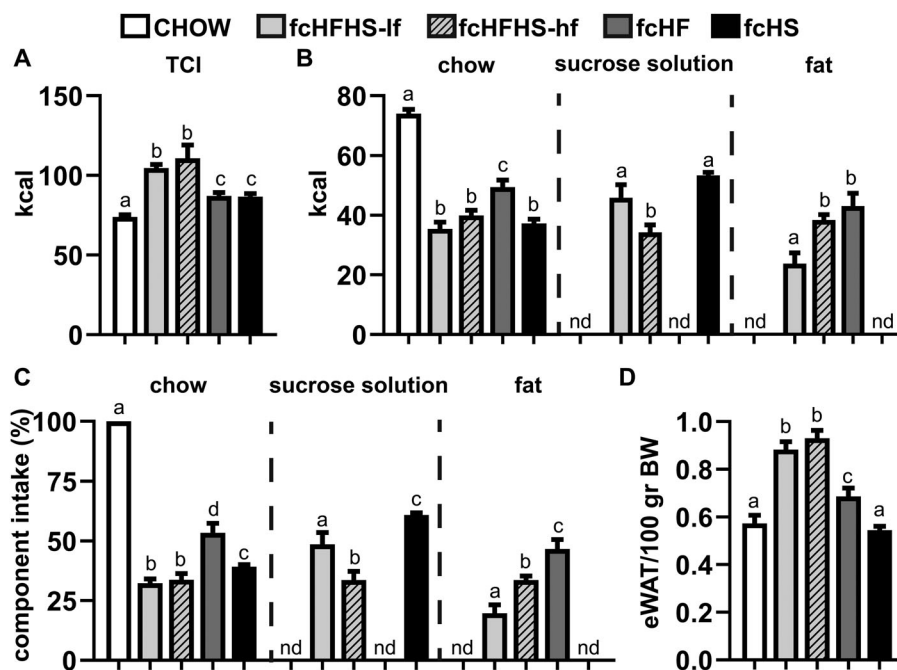 CHOW fcHFHS-lf fcHFHS-hf fcHF fcHS
A TCI
kcal
150
100
50
0
a b b c c
B chow sucrose solution fat
kcal
80
60
40
20
0
a b b c b nd a b nd a nd a b b nd
C chow sucrose solution fat
component intake (%)
100
75
50
25
0
a b b d c nd a b nd c nd a b c nd
D
eWAT/100 gr BW
1.0
0.8
0.6
0.4
0.2
0.0
a b b c a